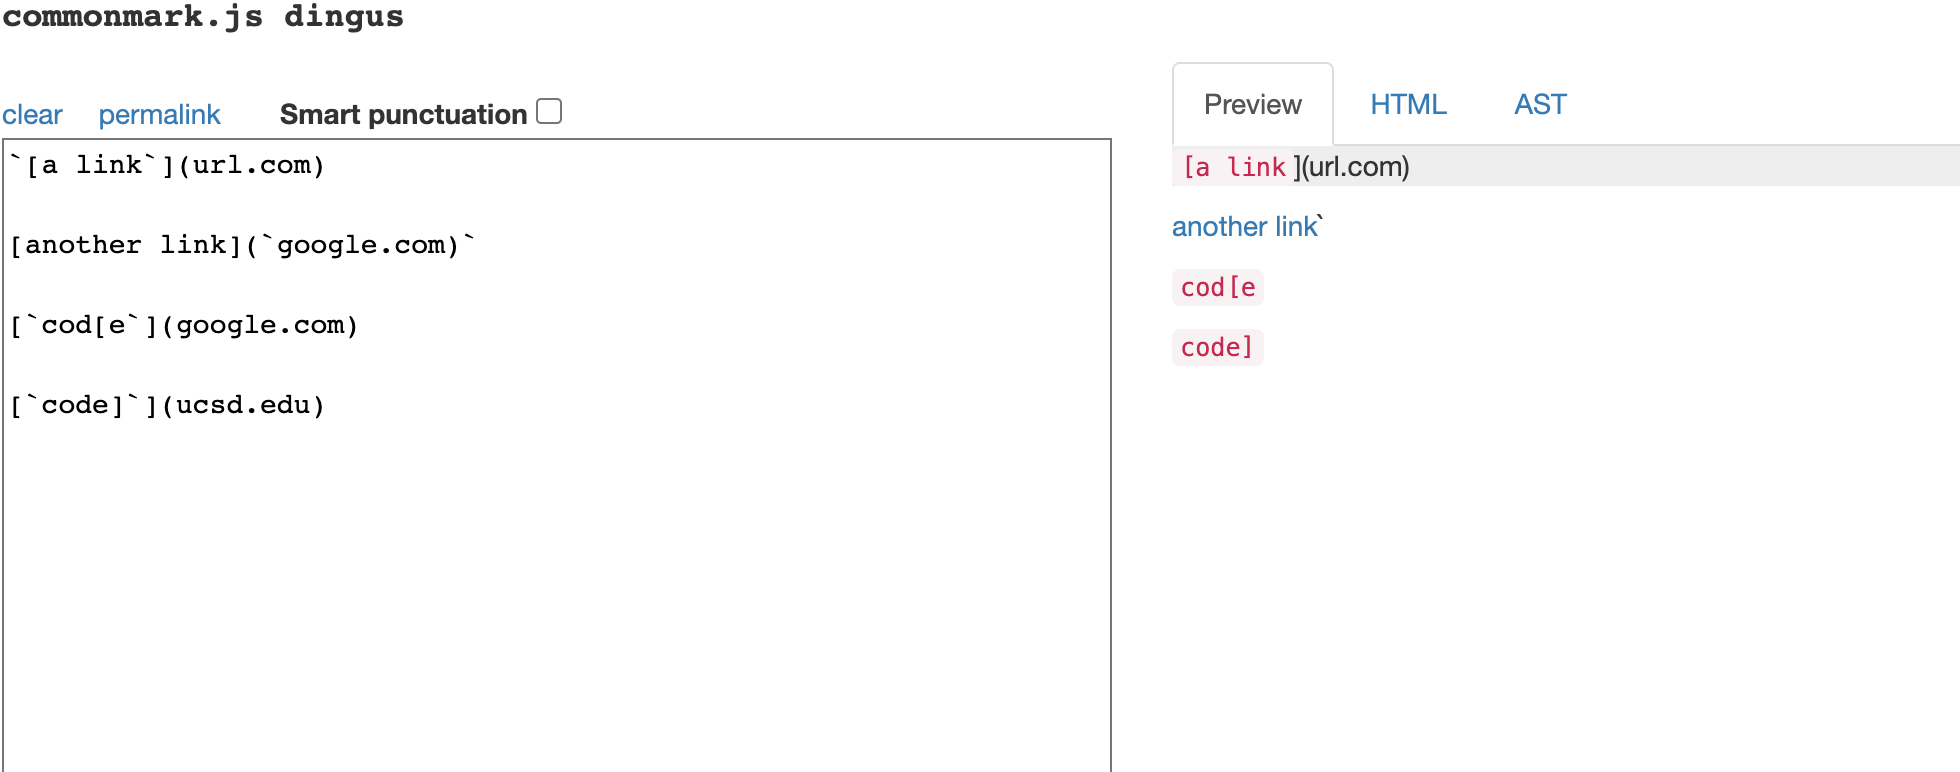 commonmark.js dingus
clear permalink Smart punctuation
`[a link`](url.com)
[another link](`google.com)`
[`cod[e`](google.com)
[`code]`](ucsd.edu)
Preview HTML AST
[a link](url.com)
another link`
cod[e
code]